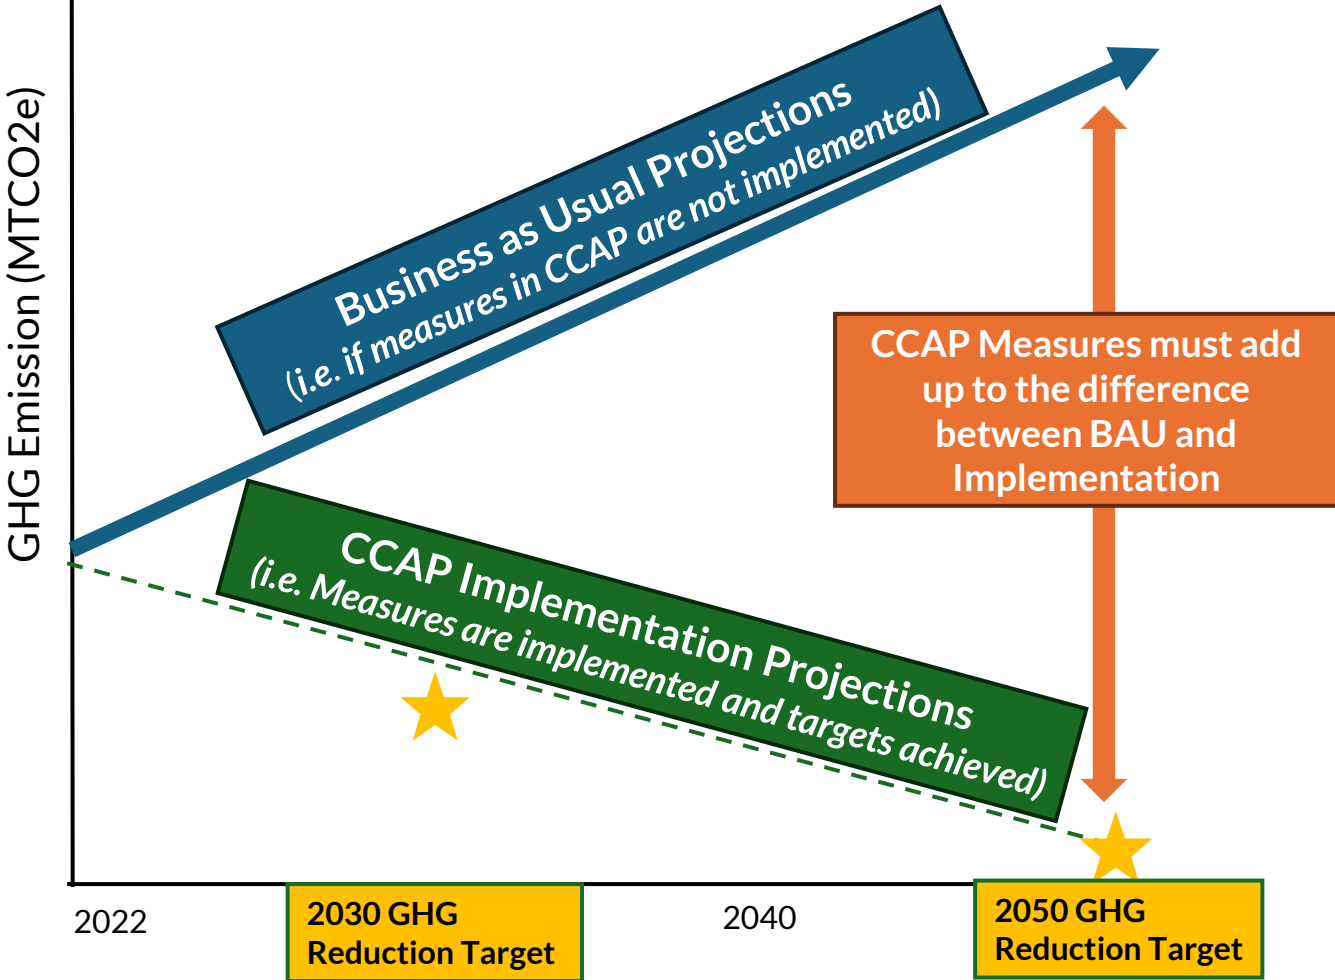 GHG Emission (MTCO2e)
Business as Usual Projections
(i.e. if measures in CCAP are not implemented)
CCAP Measures must add
up to the difference
between BAU and
Implementation
CCAP Implementation Projections
(i.e. Measures are implemented and targets achieved)
2022
2030 GHG
Reduction Target
2040
2050 GHG
Reduction Target